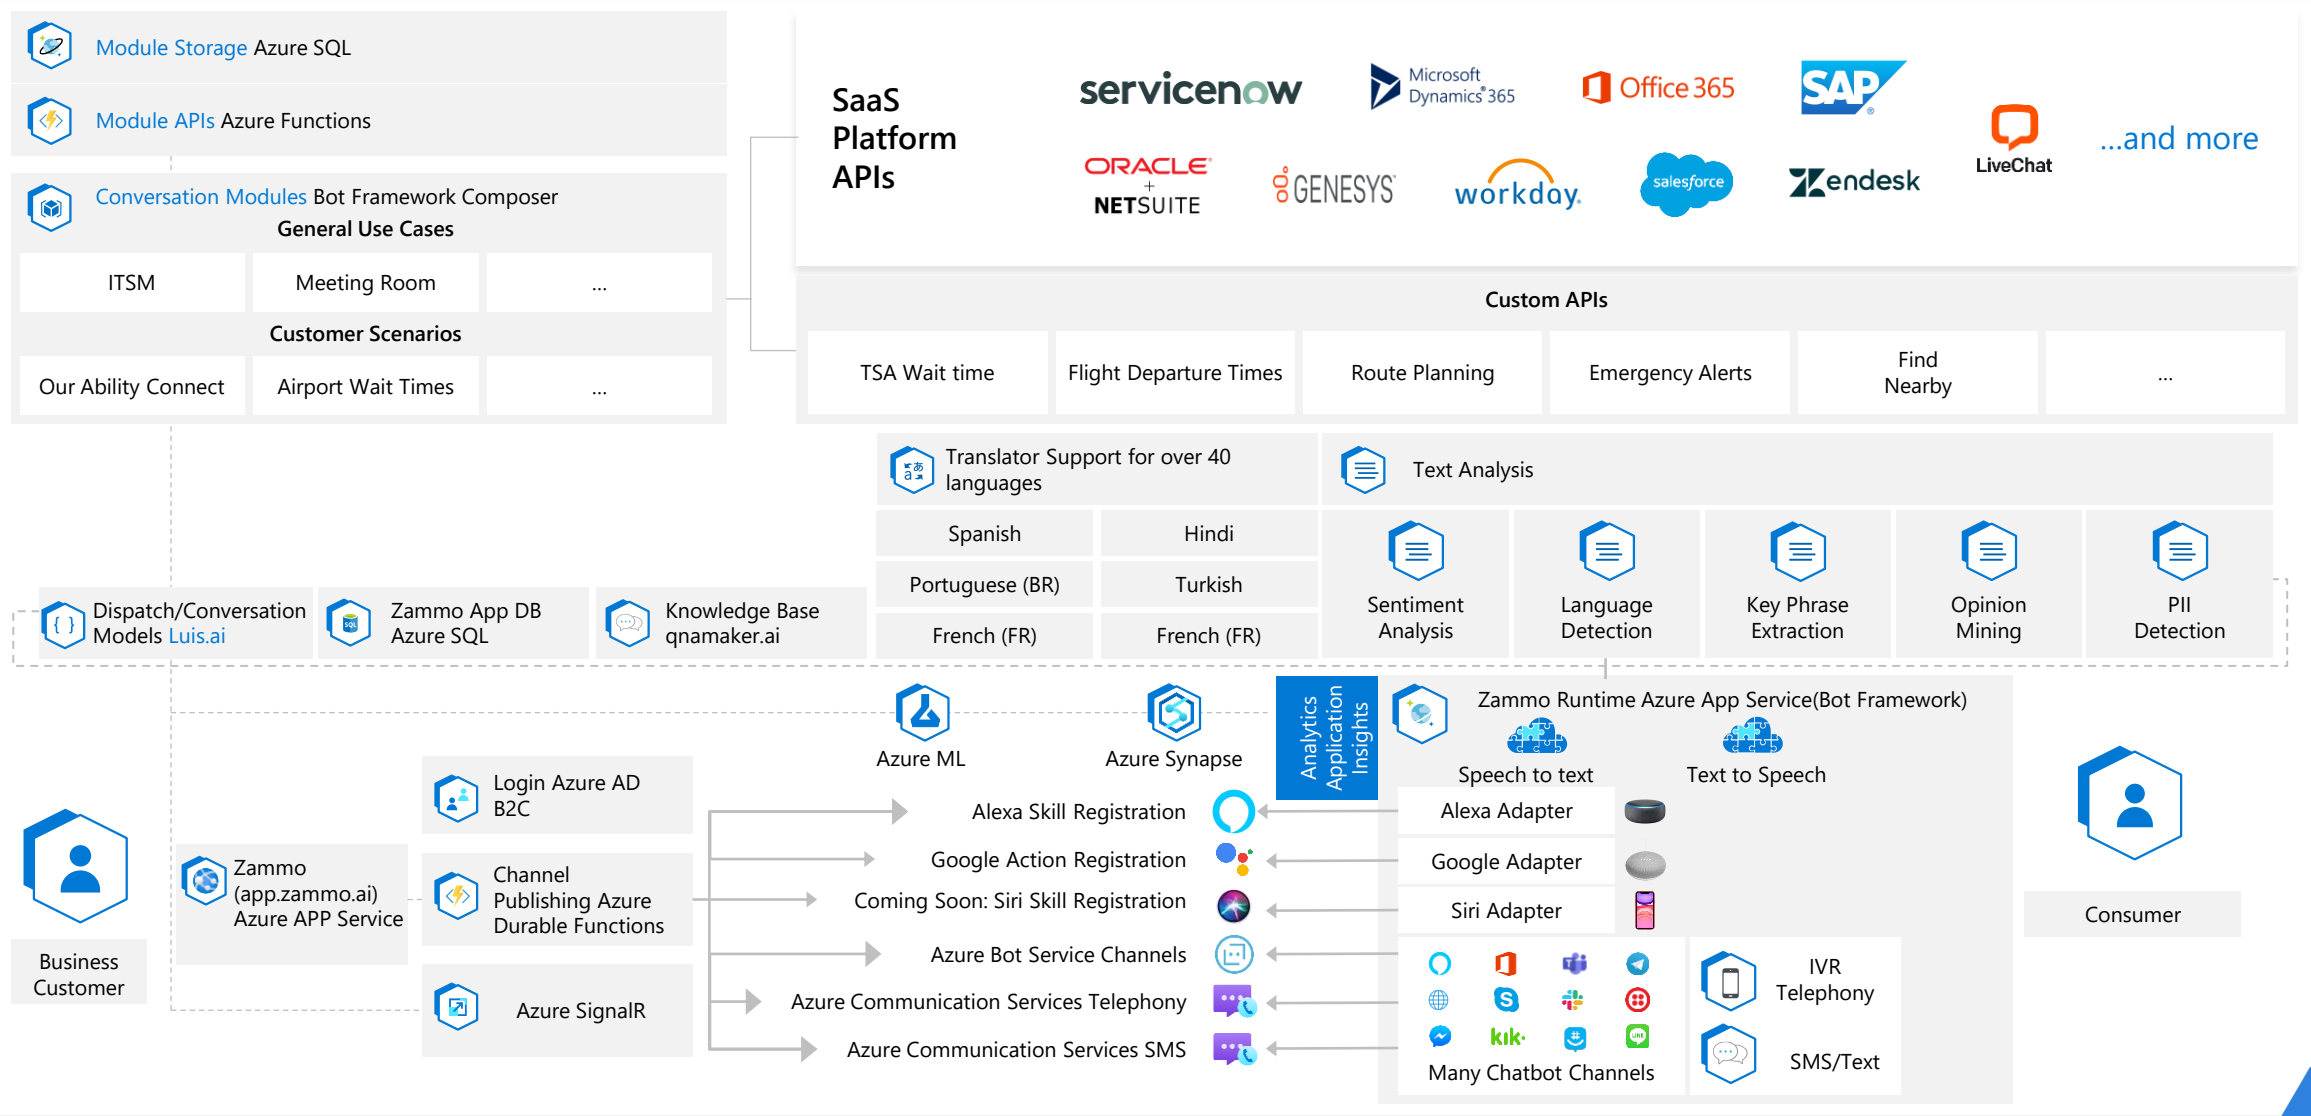 Module Storage Azure SQL
Module APIs Azure Functions
Conversation Modules Bot Framework Composer
General Use Cases
ITSM
Meeting Room
...
Customer Scenarios
Our Ability Connect
Airport Wait Times
...
SaaS
Platform
APIs
servicenow
Microsoft
Dynamics 365
Office 365
SAP
ORACLE
+
NETSUITE
GENESYS
workday.
salesforce
Zendesk
LiveChat
...and more
Custom APIs
TSA Wait time
Flight Departure Times
Route Planning
Emergency Alerts
Find
Nearby
...
Translator Support for over 40
languages
Spanish
Hindi
Portuguese (BR)
Turkish
French (FR)
French (FR)
Text Analysis
Sentiment
Analysis
Language
Detection
Key Phrase
Extraction
Opinion
Mining
PII
Detection
Dispatch/Conversation
Models Luis.ai
Zammo App DB
Azure SQL
SQL
Knowledge Base
qnamaker.ai
Azure ML
Azure Synapse
Analytics
Application
Insights
Zammo Runtime Azure App Service(Bot Framework)
Speech to text
Text to Speech
Business
Customer
Zammo
(app.zammo.ai)
Azure APP Service
Login Azure AD
B2C
Channel
Publishing Azure
Durable Functions
Azure SignalR
Alexa Skill Registration
Google Action Registration
Coming Soon: Siri Skill Registration
Azure Bot Service Channels
Azure Communication Services Telephony
Azure Communication Services SMS
Alexa Adapter
Google Adapter
Siri Adapter
kik
LINE
Many Chatbot Channels
IVR
Telephony
SMS/Text
Consumer